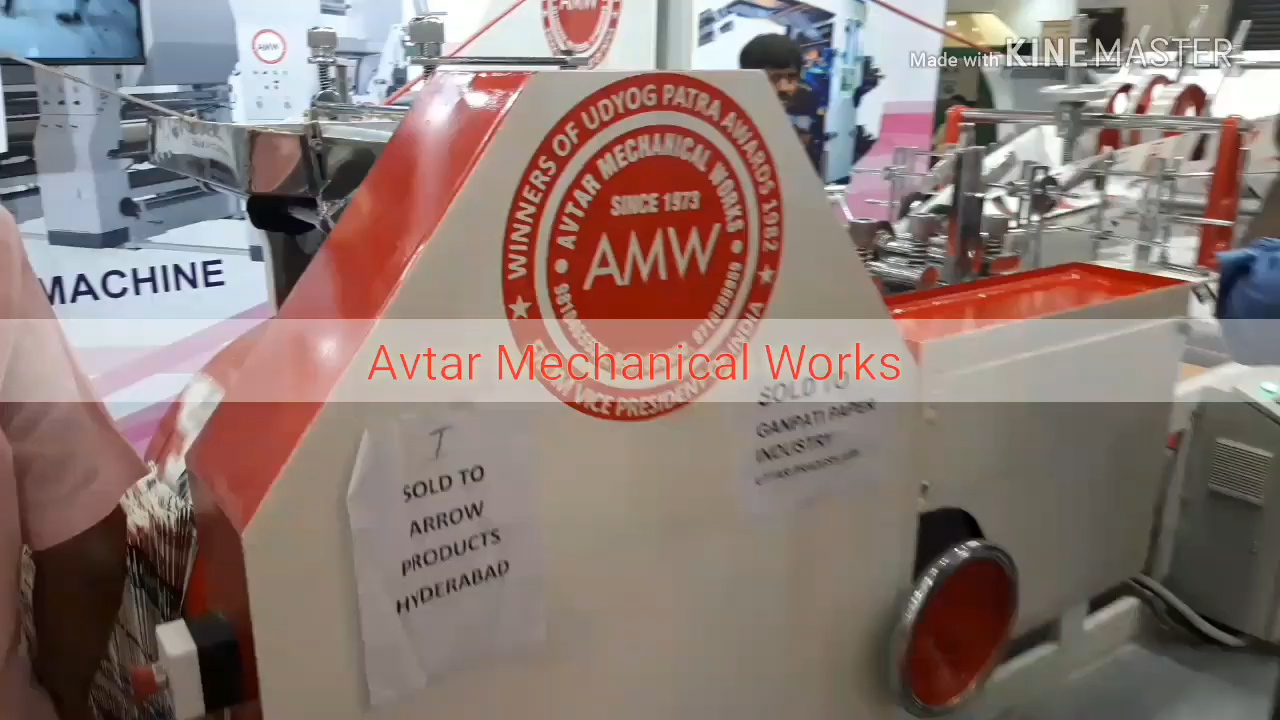 Made with KINEMASTER
AMW
AMW
MACHINE
WINNERS OF UDYOG PATRA AWARDS 1982
AVTAR MECHANICAL WORKS
SINCE 1973
AMW
VICE PRESIDENT
INDIA
Avtar Mechanical Works
SOLD TO
ARROW
PRODUCTS
HYDERABAD
SOLD TO
GANPATI PAPER
INDUSTRY